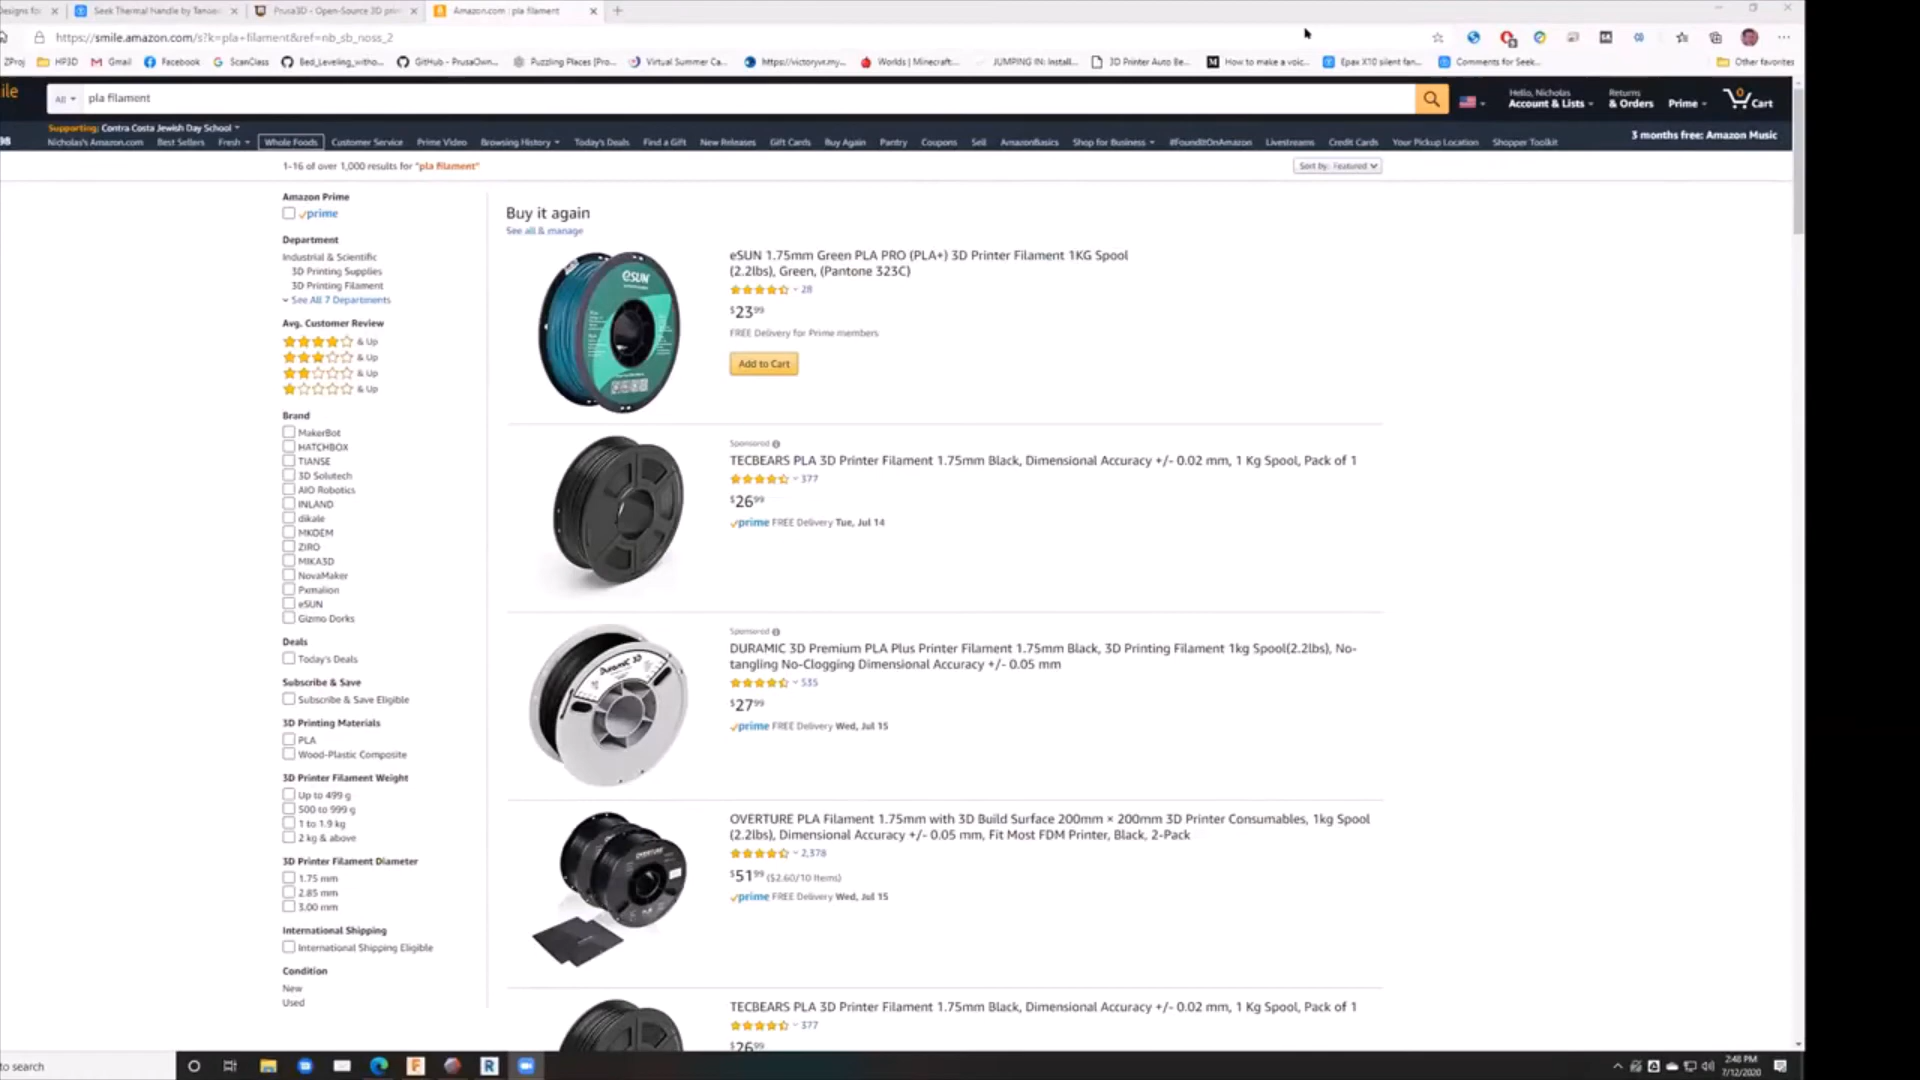 esigns fo
Seek Thermal Handle by Tanoe
Prusa3D - Open-Source 3D prin
Amazon.com : pla filament
https://smile.amazon.com/s?k=pla+filament&ref=nb_sb_noss_2
ZProj
HP3D
Gmail
Facebook
ScanClass
Bed_Leveling_witho...
GitHub - PrusaOwn...
Puzzling Places [Pro...
Virtual Summer Ca...
https://victoryvr.my...
Worlds | Minecraft:...
JUMPING IN: Install...
3D Printer Auto Be...
How to make a voic...
Epax X10 silent fan...
Comments for Seek...
Other favorites
ile
All
pla filament
Hello, Nicholas
Account & Lists
Returns
& Orders
Prime
0
Cart
Supporting: Contra Costa Jewish Day School
98
Nicholas's Amazon.com
Best Sellers
Fresh
Whole Foods
Customer Service
Prime Video
Browsing History
Today's Deals
Find a Gift
New Releases
Gift Cards
Buy Again
Pantry
Coupons
Sell
AmazonBasics
Shop for Business
#FoundItOnAmazon
Livestreams
Credit Cards
Your Pickup Location
Shopper Toolkit
3 months free: Amazon Music
1-16 of over 1,000 results for "pla filament"
Sort by: Featured
Amazon Prime
prime
Department
Industrial & Scientific
3D Printing Supplies
3D Printing Filament
See All 7 Departments
Avg. Customer Review
& Up
& Up
& Up
& Up
Brand
MakerBot
HATCHBOX
TIANSE
3D Solutech
AIO Robotics
INLAND
dikale
MKOEM
ZIRO
MIKA3D
NovaMaker
Pxmalion
eSUN
Gizmo Dorks
Deals
Today's Deals
Subscribe & Save
Subscribe & Save Eligible
3D Printing Materials
PLA
Wood-Plastic Composite
3D Printer Filament Weight
Up to 499 g
500 to 999 g
1 to 1.9 kg
2 kg & above
3D Printer Filament Diameter
1.75 mm
2.85 mm
3.00 mm
International Shipping
International Shipping Eligible
Condition
New
Used
Buy it again
See all & manage
eSUN
eSUN 1.75mm Green PLA PRO (PLA+) 3D Printer Filament 1KG Spool
(2.2lbs), Green, (Pantone 323C)
28
$23.99
FREE Delivery for Prime members
Add to Cart
Sponsored
TECBEARS PLA 3D Printer Filament 1.75mm Black, Dimensional Accuracy +/- 0.02 mm, 1 Kg Spool, Pack of 1
377
$26.99
prime FREE Delivery Tue, Jul 14
Sponsored
Duramic 3D
DURAMIC 3D Premium PLA Plus Printer Filament 1.75mm Black, 3D Printing Filament 1kg Spool(2.2lbs), No-
tangling No-Clogging Dimensional Accuracy +/- 0.05 mm
535
$27.99
prime FREE Delivery Wed, Jul 15
OVERTURE
OVERTURE PLA Filament 1.75mm with 3D Build Surface 200mm × 200mm 3D Printer Consumables, 1kg Spool
(2.2lbs), Dimensional Accuracy +/- 0.05 mm, Fit Most FDM Printer, Black, 2-Pack
2,378
$51.99 ($2.60/10 Items)
prime FREE Delivery Wed, Jul 15
TECBEARS PLA 3D Printer Filament 1.75mm Black, Dimensional Accuracy +/- 0.02 mm, 1 Kg Spool, Pack of 1
377
$26.99
to search
2:48 PM
7/12/2020